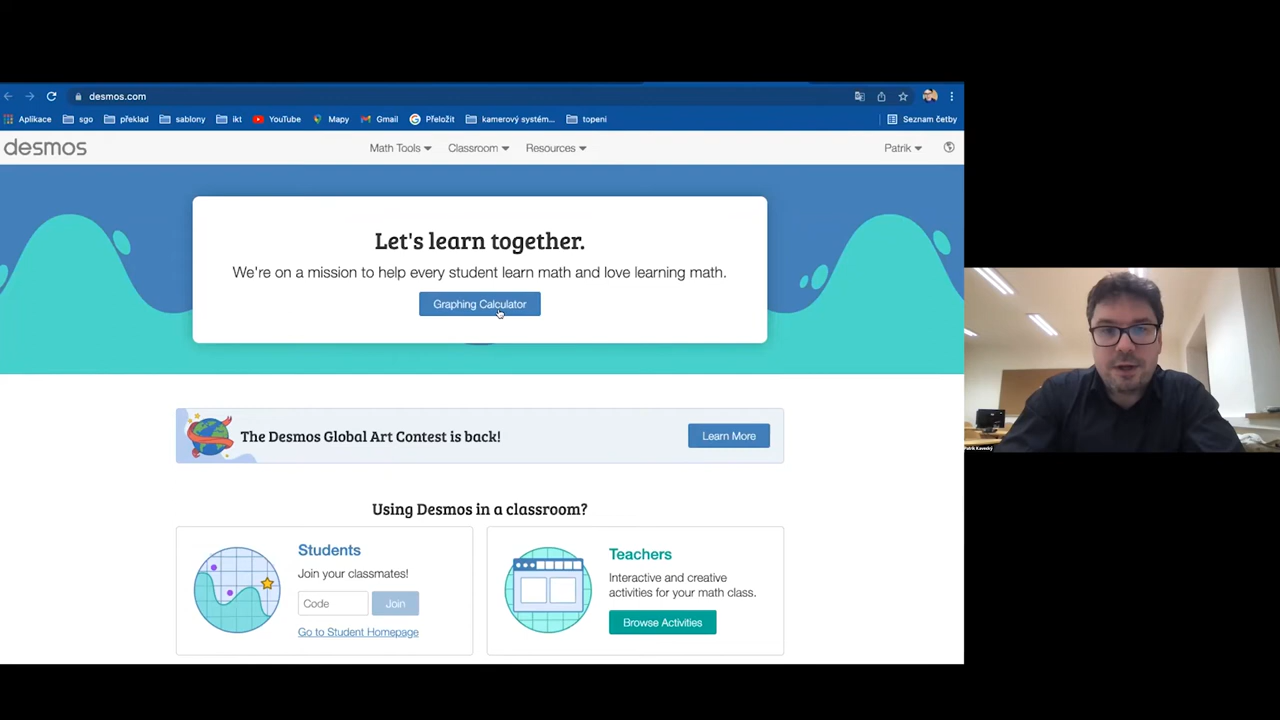 desmos.com
Aplikace sgo překlad sablony ikt YouTube Mapy Gmail Přeložit kamerový systém... topeni Seznam četby
desmos Math Tools Classroom Resources Patrik
Let's learn together.
We're on a mission to help every student learn math and love learning math.
Graphing Calculator
The Desmos Global Art Contest is back!
Learn More
Using Desmos in a classroom?
Students
Join your classmates!
Code Join
Go to Student Homepage
Teachers
Interactive and creative
activities for your math class.
Browse Activities